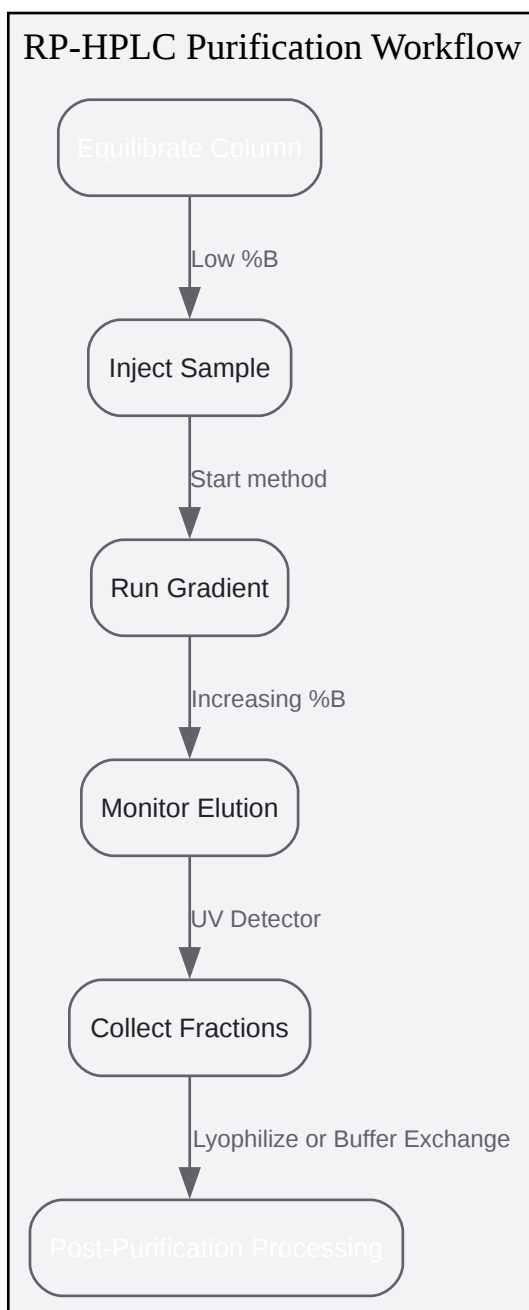 RP-HPLC Purification Workflow
Equilibrate Column
Low %B
Inject Sample
Start method
Run Gradient
Increasing %B
Monitor Elution
UV Detector
Collect Fractions
Lyophilize or Buffer Exchange
Post-Purification Processing